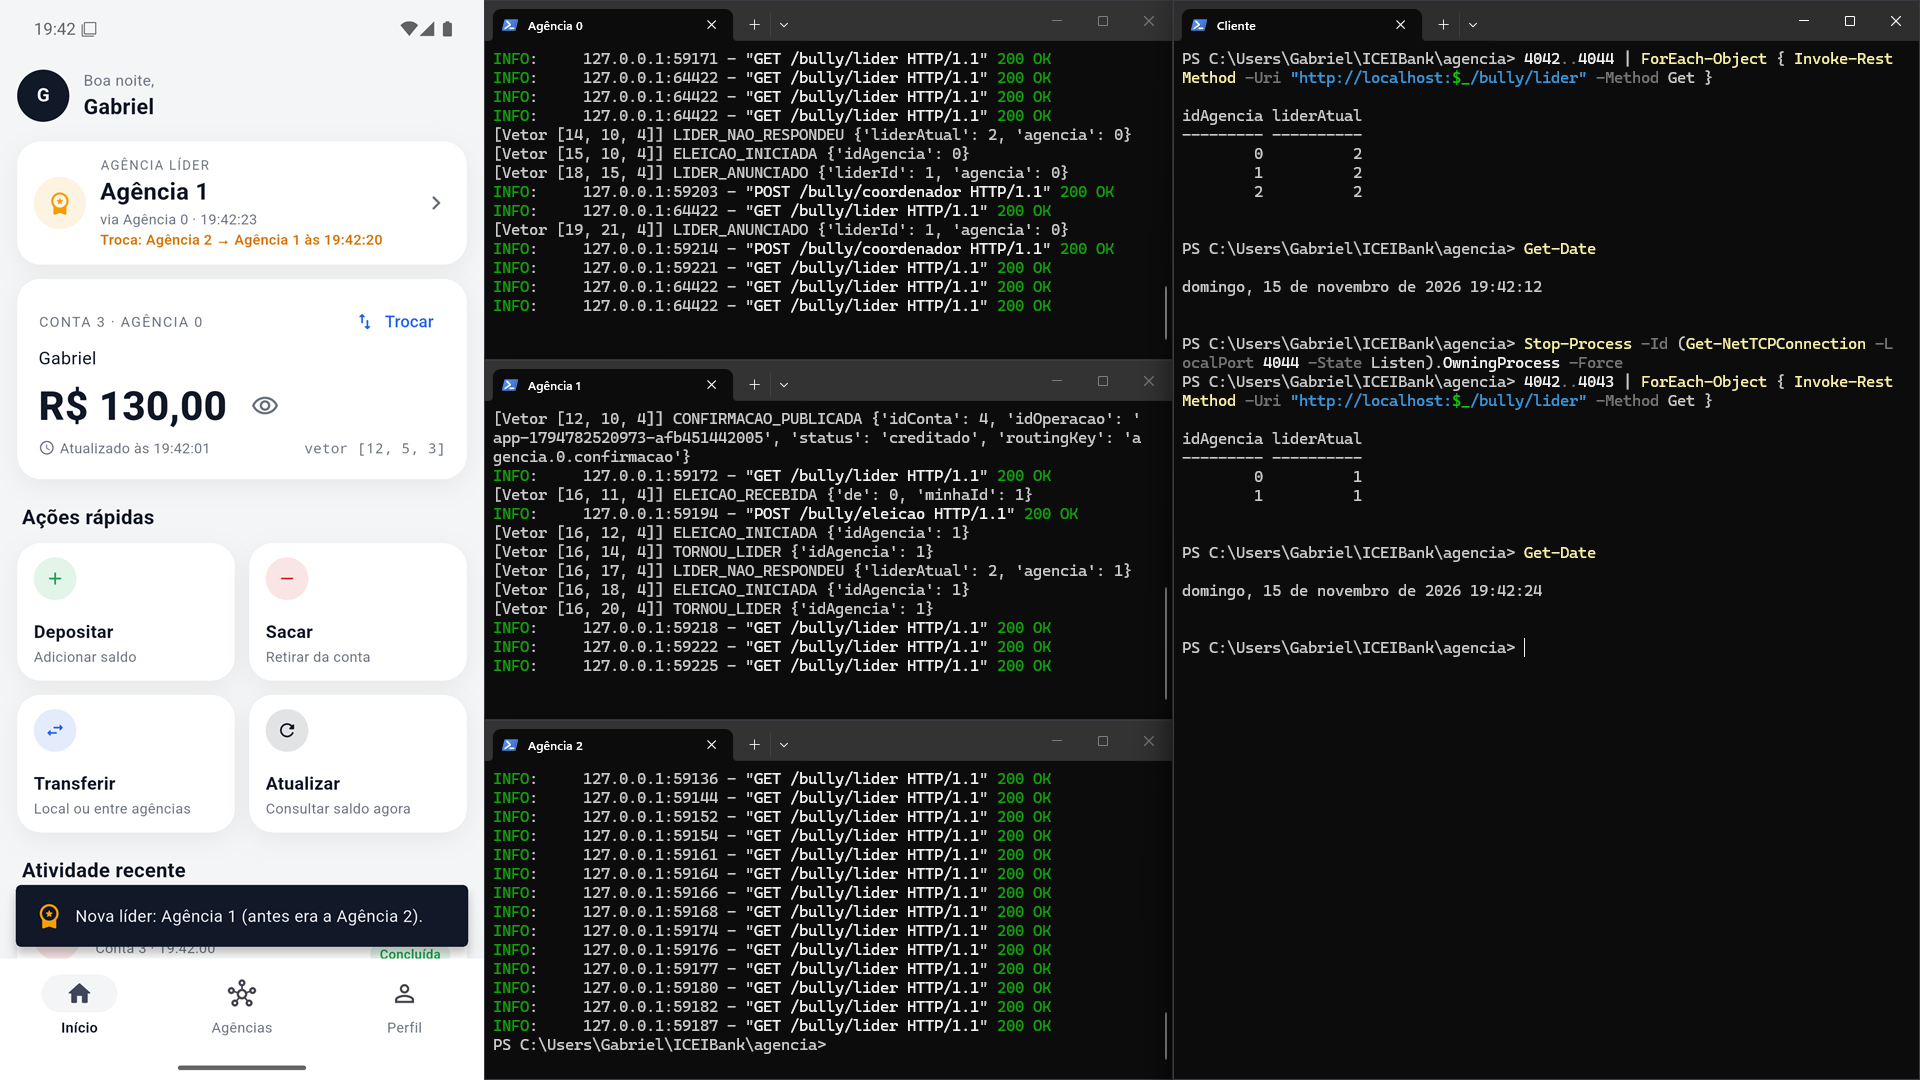 19:42
G
Boa noite,
Gabriel
AGÊNCIA LÍDER
Agência 1
via Agência 0 · 19:42:23
Troca: Agência 2 → Agência 1 às 19:42:20
CONTA 3 · AGÊNCIA 0
Trocar
Gabriel
R$ 130,00
Atualizado às 19:42:01
vetor [12, 5, 3]
Ações rápidas
Depositar
Adicionar saldo
Sacar
Retirar da conta
Transferir
Local ou entre agências
Atualizar
Consultar saldo agora
Atividade recente
Nova líder: Agência 1 (antes era a Agência 2).
Conta 3 · 19:42:00
Concluída
Início
Agências
Perfil
Agência 0
INFO:     127.0.0.1:59171 - "GET /bully/lider HTTP/1.1" 200 OK
INFO:     127.0.0.1:64422 - "GET /bully/lider HTTP/1.1" 200 OK
INFO:     127.0.0.1:64422 - "GET /bully/lider HTTP/1.1" 200 OK
INFO:     127.0.0.1:64422 - "GET /bully/lider HTTP/1.1" 200 OK
[Vetor [14, 10, 4]] LIDER_NAO_RESPONDEU {'liderAtual': 2, 'agencia': 0}
[Vetor [15, 10, 4]] ELEICAO_INICIADA {'idAgencia': 0}
[Vetor [18, 15, 4]] LIDER_ANUNCIADO {'liderId': 1, 'agencia': 0}
INFO:     127.0.0.1:59203 - "POST /bully/coordenador HTTP/1.1" 200 OK
INFO:     127.0.0.1:64422 - "GET /bully/lider HTTP/1.1" 200 OK
[Vetor [19, 21, 4]] LIDER_ANUNCIADO {'liderId': 1, 'agencia': 0}
INFO:     127.0.0.1:59214 - "POST /bully/coordenador HTTP/1.1" 200 OK
INFO:     127.0.0.1:59221 - "GET /bully/lider HTTP/1.1" 200 OK
INFO:     127.0.0.1:64422 - "GET /bully/lider HTTP/1.1" 200 OK
INFO:     127.0.0.1:64422 - "GET /bully/lider HTTP/1.1" 200 OK
Agência 1
[Vetor [12, 10, 4]] CONFIRMACAO_PUBLICADA {'idConta': 4, 'idOperacao': '
app-1794782520973-afb451442005', 'status': 'creditado', 'routingKey': 'a
gencia.0.confirmacao'}
INFO:     127.0.0.1:59172 - "GET /bully/lider HTTP/1.1" 200 OK
[Vetor [16, 11, 4]] ELEICAO_RECEBIDA {'de': 0, 'minhaId': 1}
INFO:     127.0.0.1:59194 - "POST /bully/eleicao HTTP/1.1" 200 OK
[Vetor [16, 12, 4]] ELEICAO_INICIADA {'idAgencia': 1}
[Vetor [16, 14, 4]] TORNOU_LIDER {'idAgencia': 1}
[Vetor [16, 17, 4]] LIDER_NAO_RESPONDEU {'liderAtual': 2, 'agencia': 1}
[Vetor [16, 18, 4]] ELEICAO_INICIADA {'idAgencia': 1}
[Vetor [16, 20, 4]] TORNOU_LIDER {'idAgencia': 1}
INFO:     127.0.0.1:59218 - "GET /bully/lider HTTP/1.1" 200 OK
INFO:     127.0.0.1:59222 - "GET /bully/lider HTTP/1.1" 200 OK
INFO:     127.0.0.1:59225 - "GET /bully/lider HTTP/1.1" 200 OK
Agência 2
INFO:     127.0.0.1:59136 - "GET /bully/lider HTTP/1.1" 200 OK
INFO:     127.0.0.1:59144 - "GET /bully/lider HTTP/1.1" 200 OK
INFO:     127.0.0.1:59152 - "GET /bully/lider HTTP/1.1" 200 OK
INFO:     127.0.0.1:59154 - "GET /bully/lider HTTP/1.1" 200 OK
INFO:     127.0.0.1:59161 - "GET /bully/lider HTTP/1.1" 200 OK
INFO:     127.0.0.1:59164 - "GET /bully/lider HTTP/1.1" 200 OK
INFO:     127.0.0.1:59166 - "GET /bully/lider HTTP/1.1" 200 OK
INFO:     127.0.0.1:59168 - "GET /bully/lider HTTP/1.1" 200 OK
INFO:     127.0.0.1:59174 - "GET /bully/lider HTTP/1.1" 200 OK
INFO:     127.0.0.1:59176 - "GET /bully/lider HTTP/1.1" 200 OK
INFO:     127.0.0.1:59177 - "GET /bully/lider HTTP/1.1" 200 OK
INFO:     127.0.0.1:59180 - "GET /bully/lider HTTP/1.1" 200 OK
INFO:     127.0.0.1:59182 - "GET /bully/lider HTTP/1.1" 200 OK
INFO:     127.0.0.1:59187 - "GET /bully/lider HTTP/1.1" 200 OK
PS C:\Users\Gabriel\ICEIBank\agencia>
Cliente
PS C:\Users\Gabriel\ICEIBank\agencia> 4042..4044 | ForEach-Object { Invoke-Rest
Method -Uri "http://localhost:$_/bully/lider" -Method Get }
idAgencia liderAtual
--------- ----------
        0          2
        1          2
        2          2
PS C:\Users\Gabriel\ICEIBank\agencia> Get-Date
domingo, 15 de novembro de 2026 19:42:12
PS C:\Users\Gabriel\ICEIBank\agencia> Stop-Process -Id (Get-NetTCPConnection -L
ocalPort 4044 -State Listen).OwningProcess -Force
PS C:\Users\Gabriel\ICEIBank\agencia> 4042..4043 | ForEach-Object { Invoke-Rest
Method -Uri "http://localhost:$_/bully/lider" -Method Get }
idAgencia liderAtual
--------- ----------
        0          1
        1          1
PS C:\Users\Gabriel\ICEIBank\agencia> Get-Date
domingo, 15 de novembro de 2026 19:42:24
PS C:\Users\Gabriel\ICEIBank\agencia>